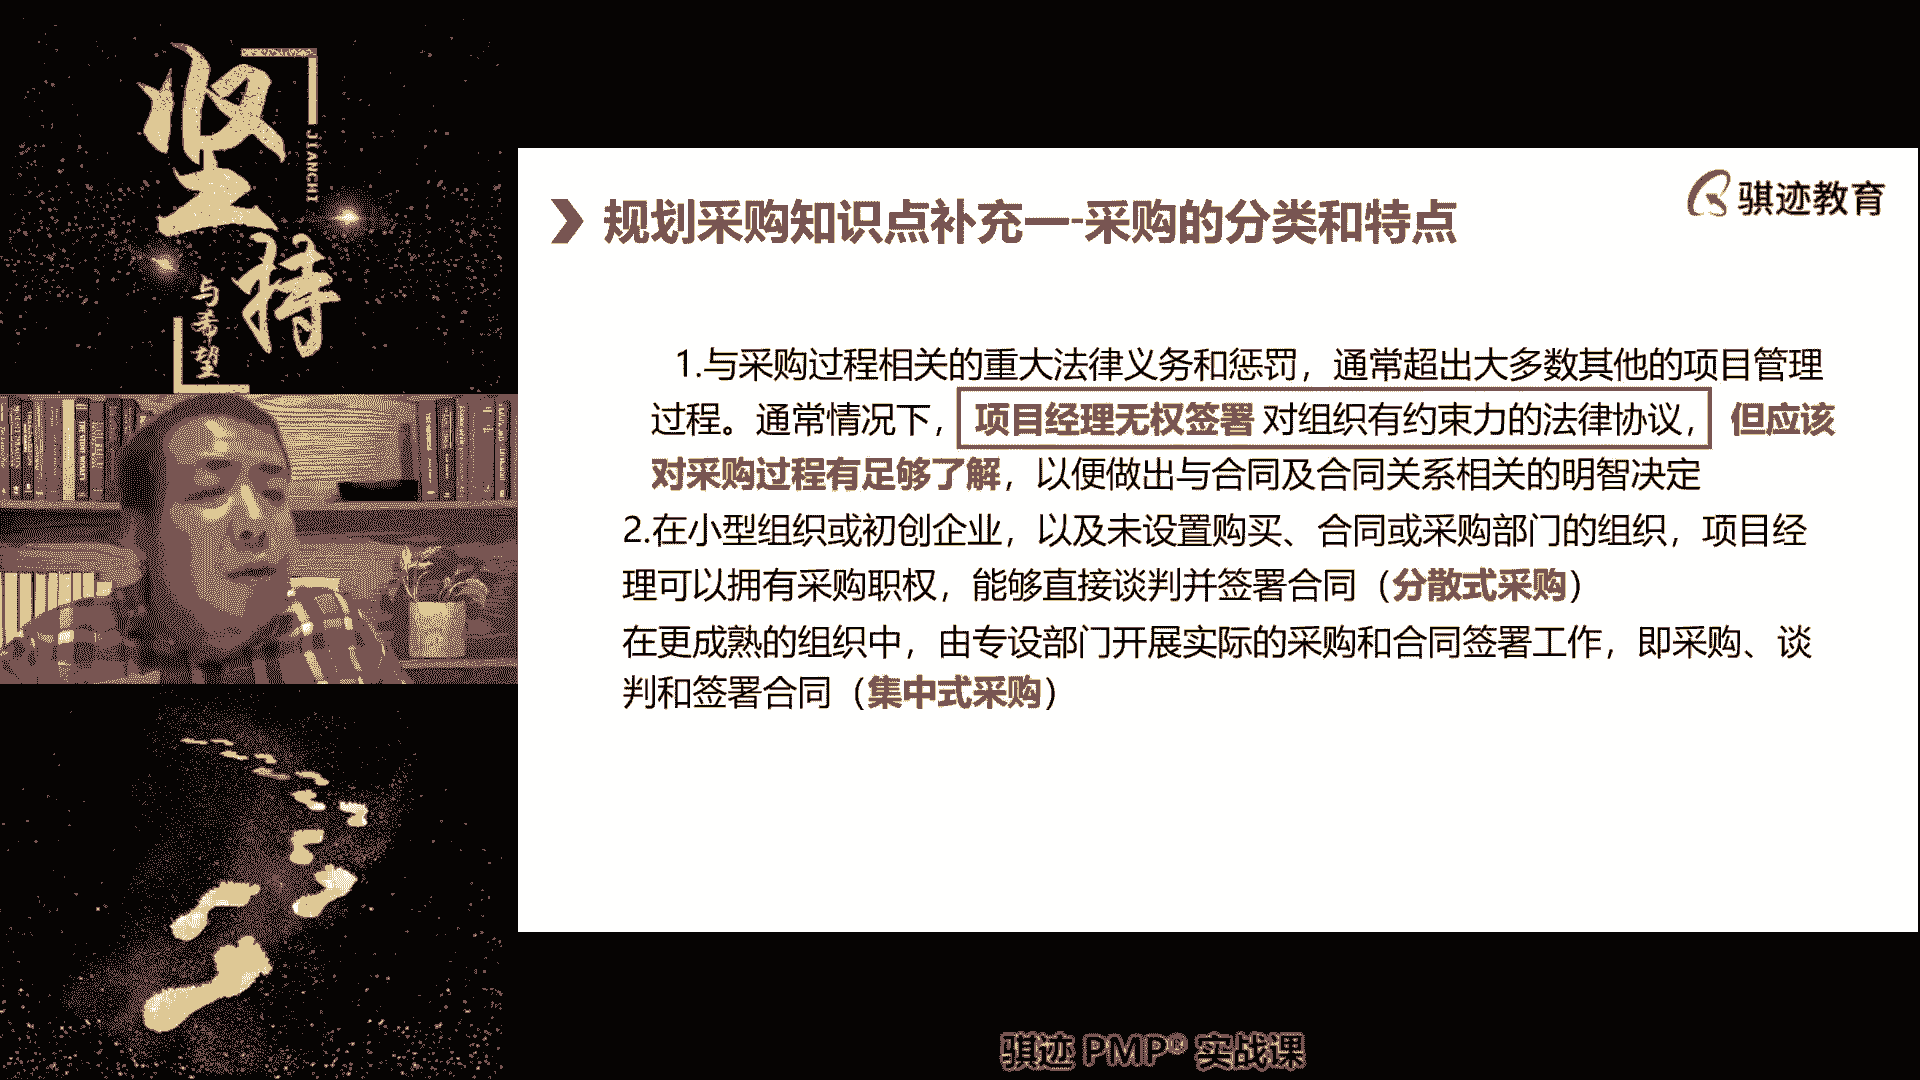 坚持
JIANCHI
与希望
骐迹教育
规划采购知识点补充一-采购的分类和特点
1.与采购过程相关的重大法律义务和惩罚，通常超出大多数其他的项目管理
过程。通常情况下，项目经理无权签署 对组织有约束力的法律协议，但应该
对采购过程有足够了解，以便做出与合同及合同关系相关的明智决定
2.在小型组织或初创企业，以及未设置购买、合同或采购部门的组织，项目经
理可以拥有采购职权，能够直接谈判并签署合同（分散式采购）
在更成熟的组织中，由专设部门开展实际的采购和合同签署工作，即采购、谈
判和签署合同（集中式采购）
骐迹 PMP® 实战课